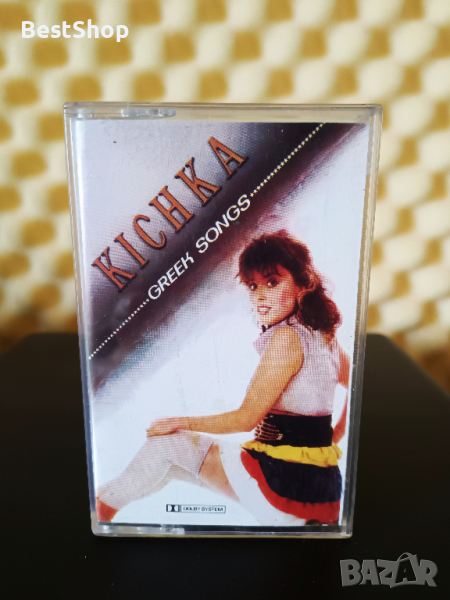 BestShop
KICHKA
GREEK SONGS
DOLBY SYSTEM
BAZAR